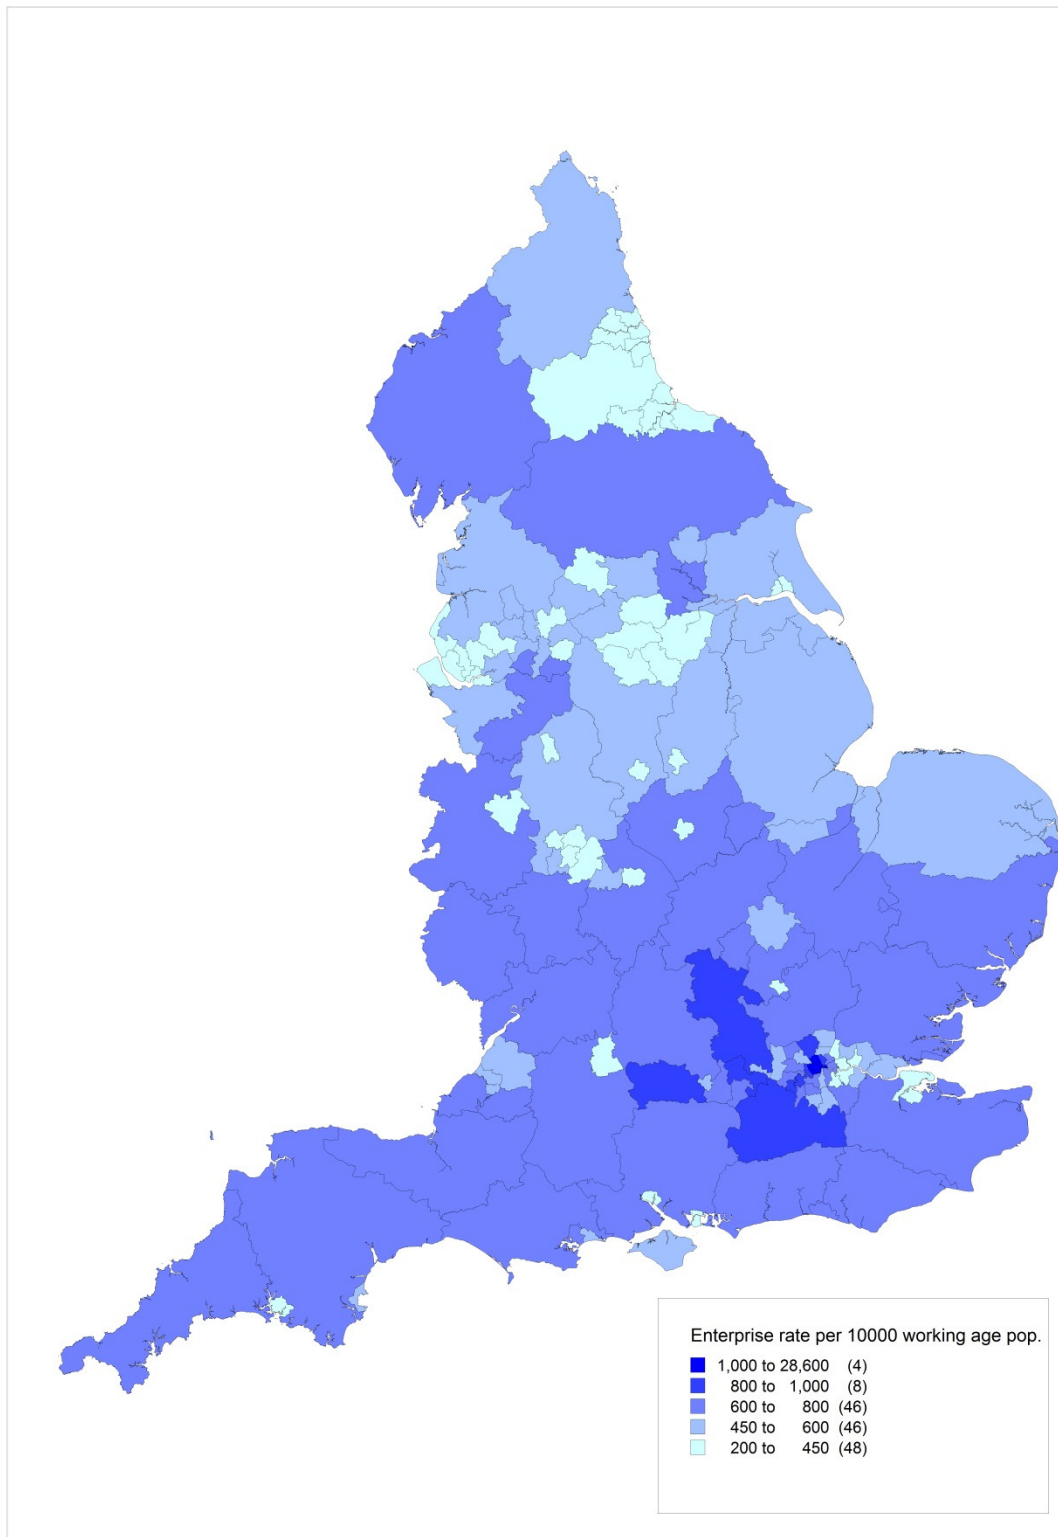 Enterprise rate per 10000 working age pop.
1,000 to 28,600 (4)
800 to 1,000 (8)
600 to 800 (46)
450 to 600 (46)
200 to 450 (48)